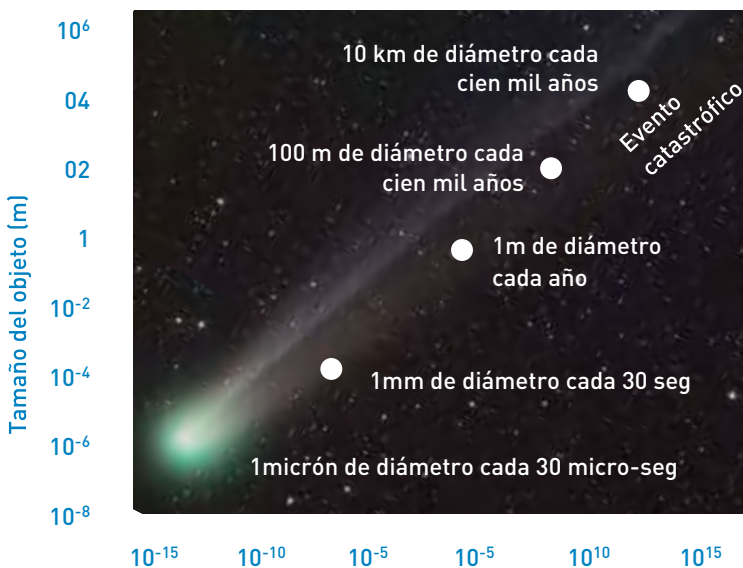 10⁶
04
02
1
10⁻²
10⁻⁴
10⁻⁶
10⁻⁸
Tamaño del objeto (m)
10 km de diámetro cada
cien mil años
Evento
catastrófico
100 m de diámetro cada
cien mil años
1m de diámetro
cada año
1mm de diámetro cada 30 seg
1micrón de diámetro cada 30 micro-seg
10⁻¹⁵
10⁻¹⁰
10⁻⁵
10⁻⁵
10¹⁰
10¹⁵